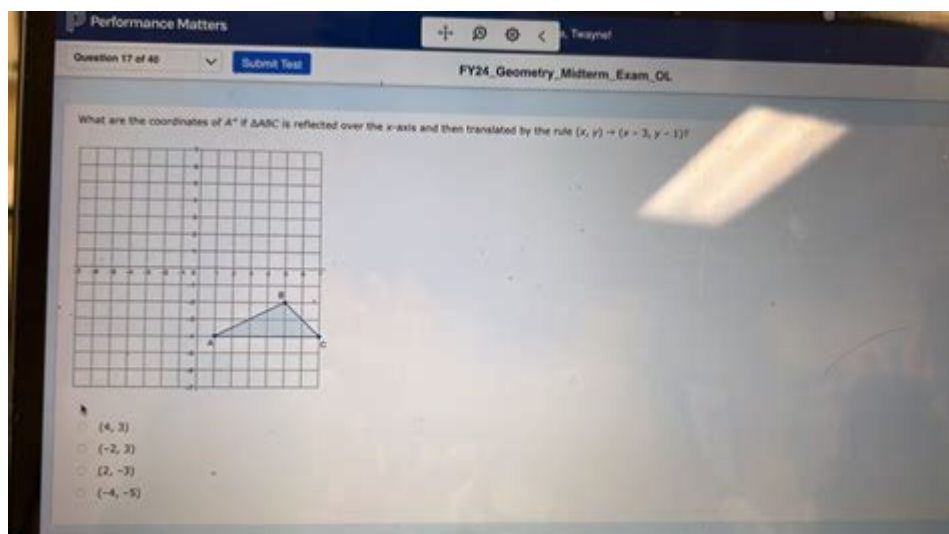 Performance Matters
Twayne!
Question 17 of 40
Submit Test
FY24_Geometry_Midterm_Exam_OL
What are the coordinates of A" if ΔABC is reflected over the x-axis and then translated by the rule (x, y) → (x - 3, y - 1)?
B
A
C
(4, 3)
(-2, 3)
(2, -3)
(-4, -5)